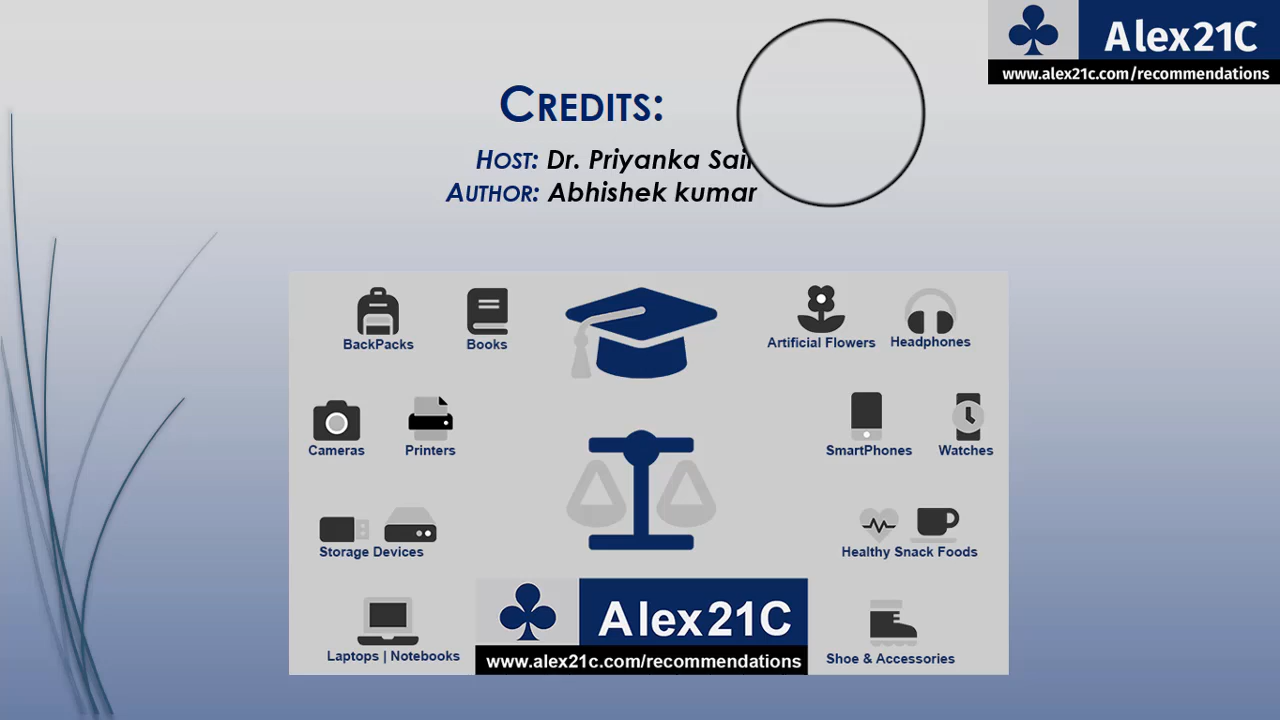 Alex21C
www.alex21c.com/recommendations
CREDITS:
HOST: Dr. Priyanka
AUTHOR: Abhishek kumar
BackPacks
Books
Artificial Flowers
Headphones
Cameras
Printers
SmartPhones
Watches
Storage Devices
Healthy Snack Foods
Laptops | Notebooks
Alex21C
www.alex21c.com/recommendations
Shoe & Accessories